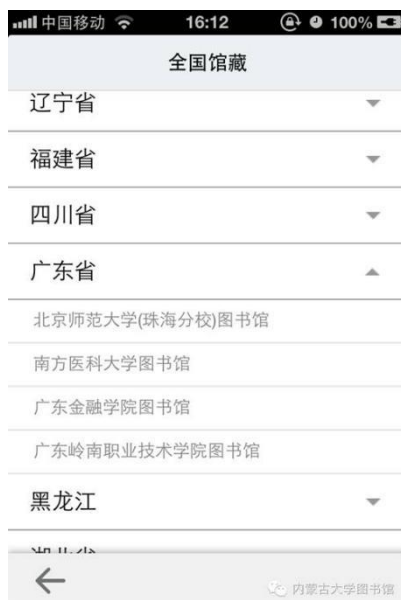 中国移动 16:12 100%
全国馆藏
辽宁省
福建省
四川省
广东省
北京师范大学(珠海分校)图书馆
南方医科大学图书馆
广东金融学院图书馆
广东岭南职业技术学院图书馆
黑龙江
湖北省
内蒙古大学图书馆